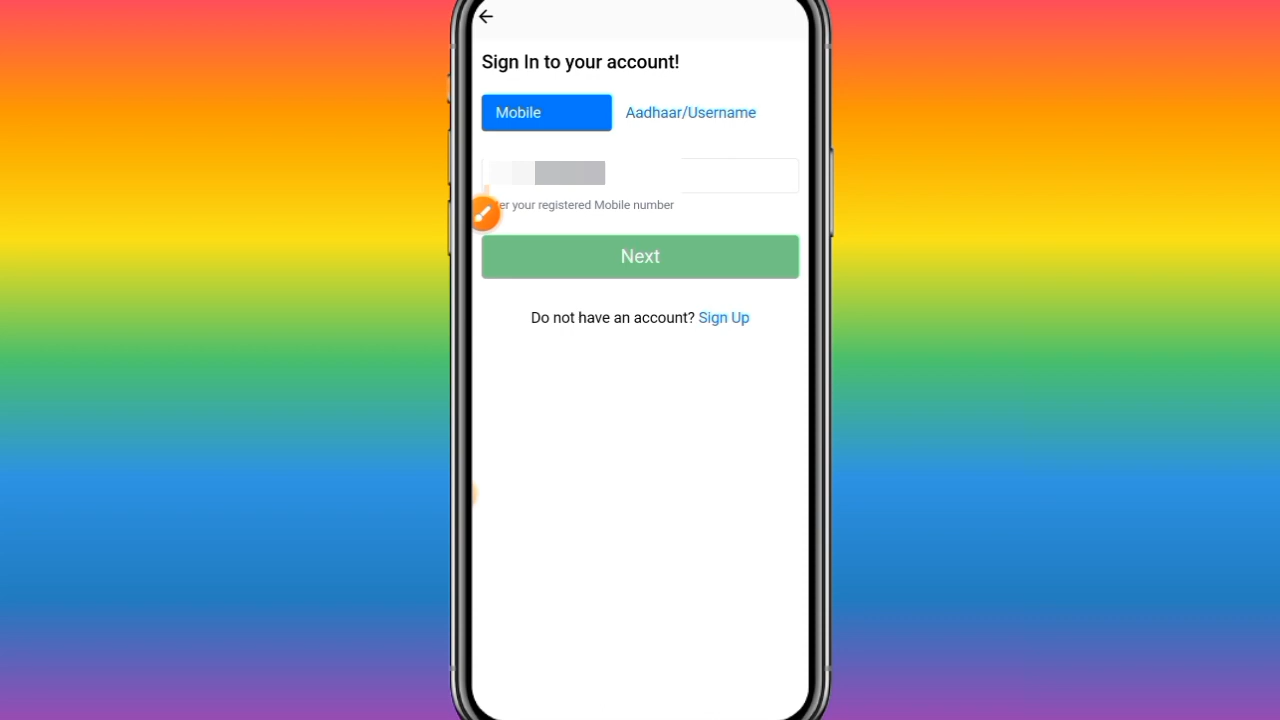 Sign In to your account!
Mobile Aadhaar/Username
your registered Mobile number
Next
Do not have an account? Sign Up